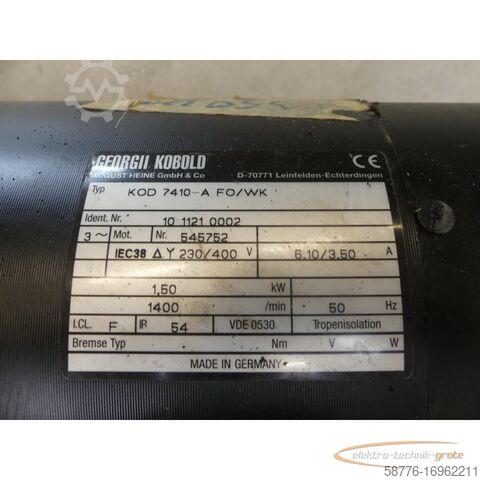 GEORGII KOBOLD
AUGUST HEINE GmbH & Co D-70771 Leinfelden-Echterdingen
CE
Typ KOD 7410-A FO/WK
Ident. Nr. 10 1121 0002
3~ Mot. Nr. 545752
IEC38 Δ Y 230/400 V 6.10/3.50 A
1,50 kW
1400 /min 50 Hz
I.CL. F IP 54 VDE 0530 Tropenisolation
Bremse Typ Nm V W
MADE IN GERMANY
elektro-technik-grote
58776-16962211